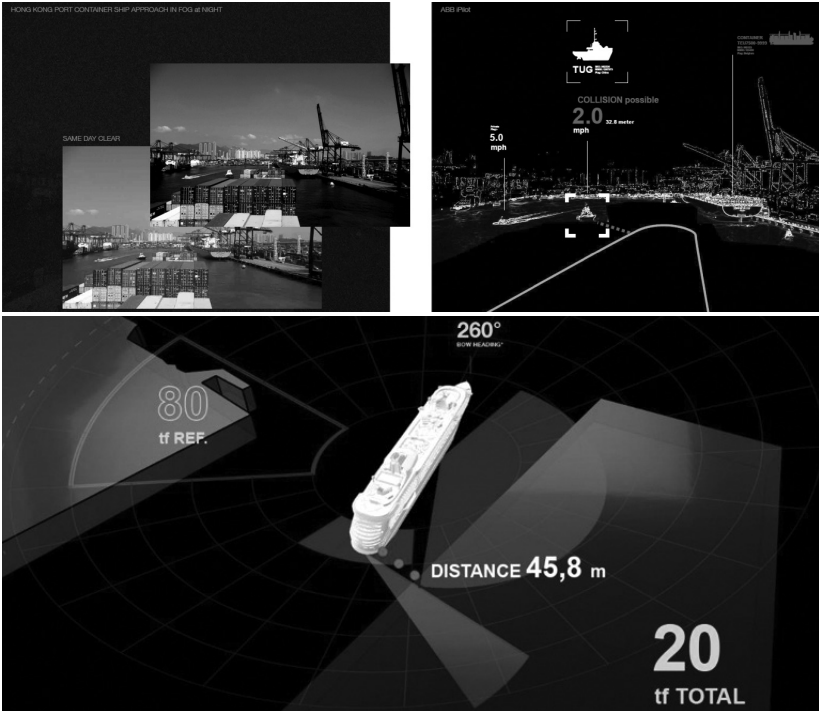 HONG KONG PORT CONTAINER SHIP APPROACH IN FOG at NIGHT
SAME DAY CLEAR
ABB iPilot
TUG
CONTAINER
COLLISION possible
2.0 32.8 meter
mph
5.0
mph
260°
BOW HEADING°
80
tf REF.
DISTANCE 45,8 m
20
tf TOTAL